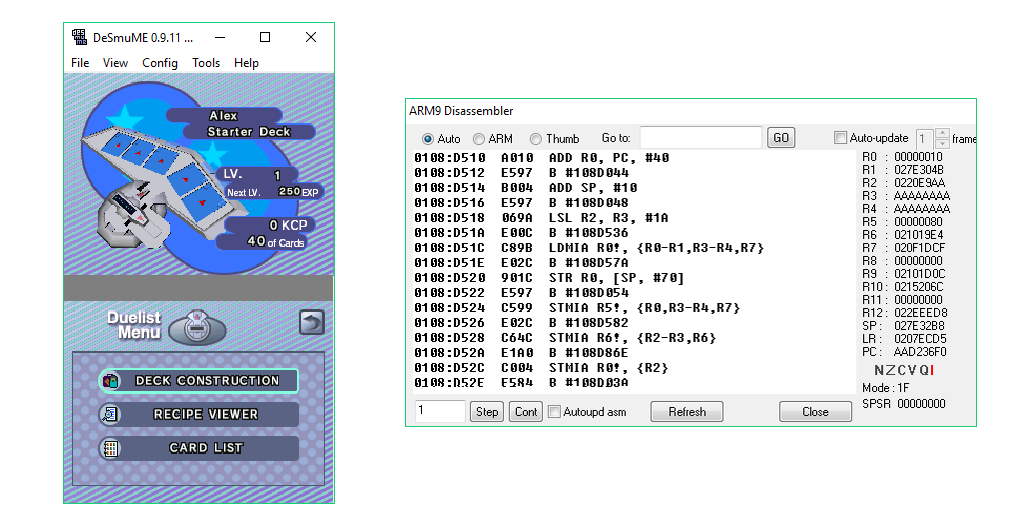 DeSmuME 0.9.11 ...
File View Config Tools Help
Alex
Starter Deck
LV. 1
Next LV. 250 EXP
0 KCP
40 of Cards
Duelist
Menu
DECK CONSTRUCTION
RECIPE VIEWER
CARD LIST
ARM9 Disassembler
Auto ARM Thumb Go to: GO Auto-update 1 frame
0108:D510 A010 ADD R0, PC, #40
0108:D512 E597 B #108D044
0108:D514 B004 ADD SP, #10
0108:D516 E597 B #108D048
0108:D518 069A LSL R2, R3, #1A
0108:D51A E00C B #108D536
0108:D51C C89B LDMIA R0!, {R0-R1,R3-R4,R7}
0108:D51E E02C B #108D57A
0108:D520 901C STR R0, [SP, #70]
0108:D522 E597 B #108D054
0108:D524 C599 STMIA R5!, {R0,R3-R4,R7}
0108:D526 E02C B #108D582
0108:D528 C64C STMIA R6!, {R2-R3,R6}
0108:D52A E1A0 B #108D86E
0108:D52C C004 STMIA R0!, {R2}
0108:D52E E584 B #108D03A
R0 : 00000010
R1 : 027E304B
R2 : 0220E9AA
R3 : AAAAAAAA
R4 : AAAAAAAA
R5 : 00000080
R6 : 021019E4
R7 : 020F1DCF
R8 : 00000000
R9 : 02101D0C
R10: 0215206C
R11: 00000000
R12: 022EEED8
SP: 027E32B8
LR: 0207ECD5
PC: AAD236F0
NZCVQI
Mode : 1F
SPSR 00000000
1 Step Cont Autoupd asm Refresh Close